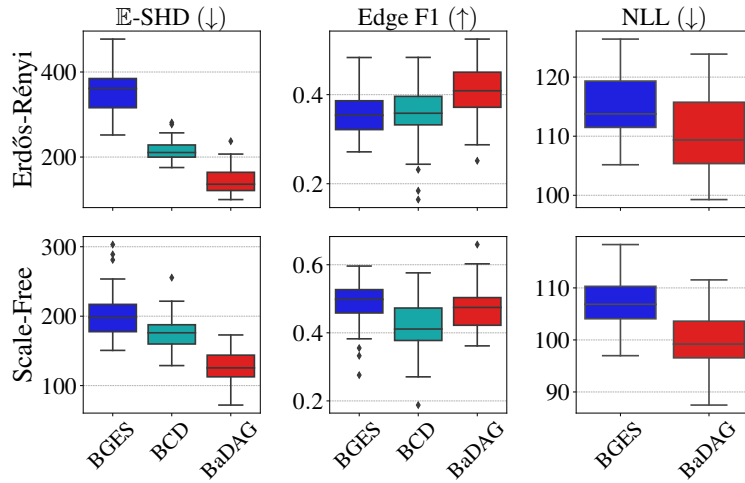 𝔼-SHD (↓) Edge F1 (↑) NLL (↓)
Erdős-Rényi
400
200
0.4
0.2
120
110
100
Scale-Free
300
200
100
0.6
0.4
0.2
110
100
90
BGES BCD BaDAG
BGES BCD BaDAG
BGES BaDAG